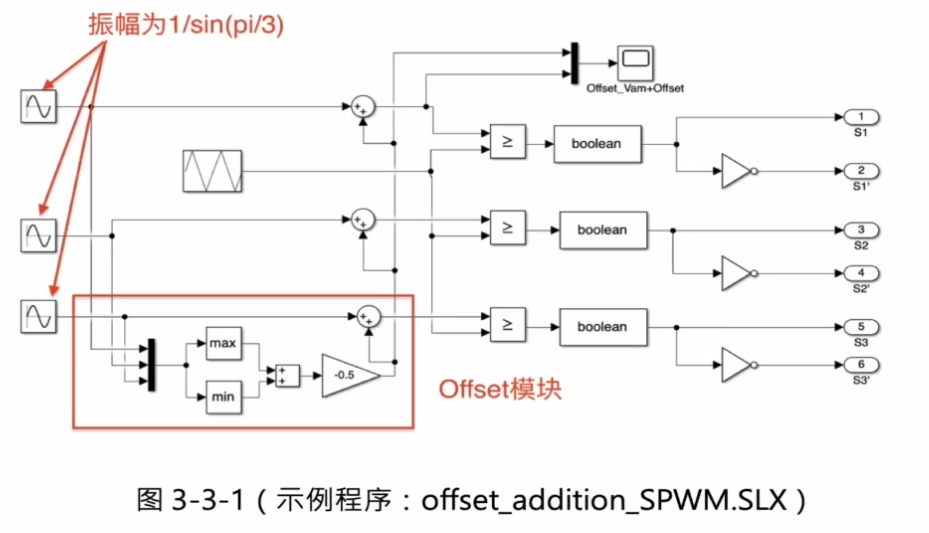 振幅为1/sin(pi/3)
Offset_Vam+Offset
≥
boolean
1
S1
2
S1'
≥
boolean
3
S2
4
S2'
≥
boolean
5
S3
6
S3'
max
min
+
+
-0.5
Offset模块
图 3-3-1（示例程序：offset_addition_SPWM.SLX）